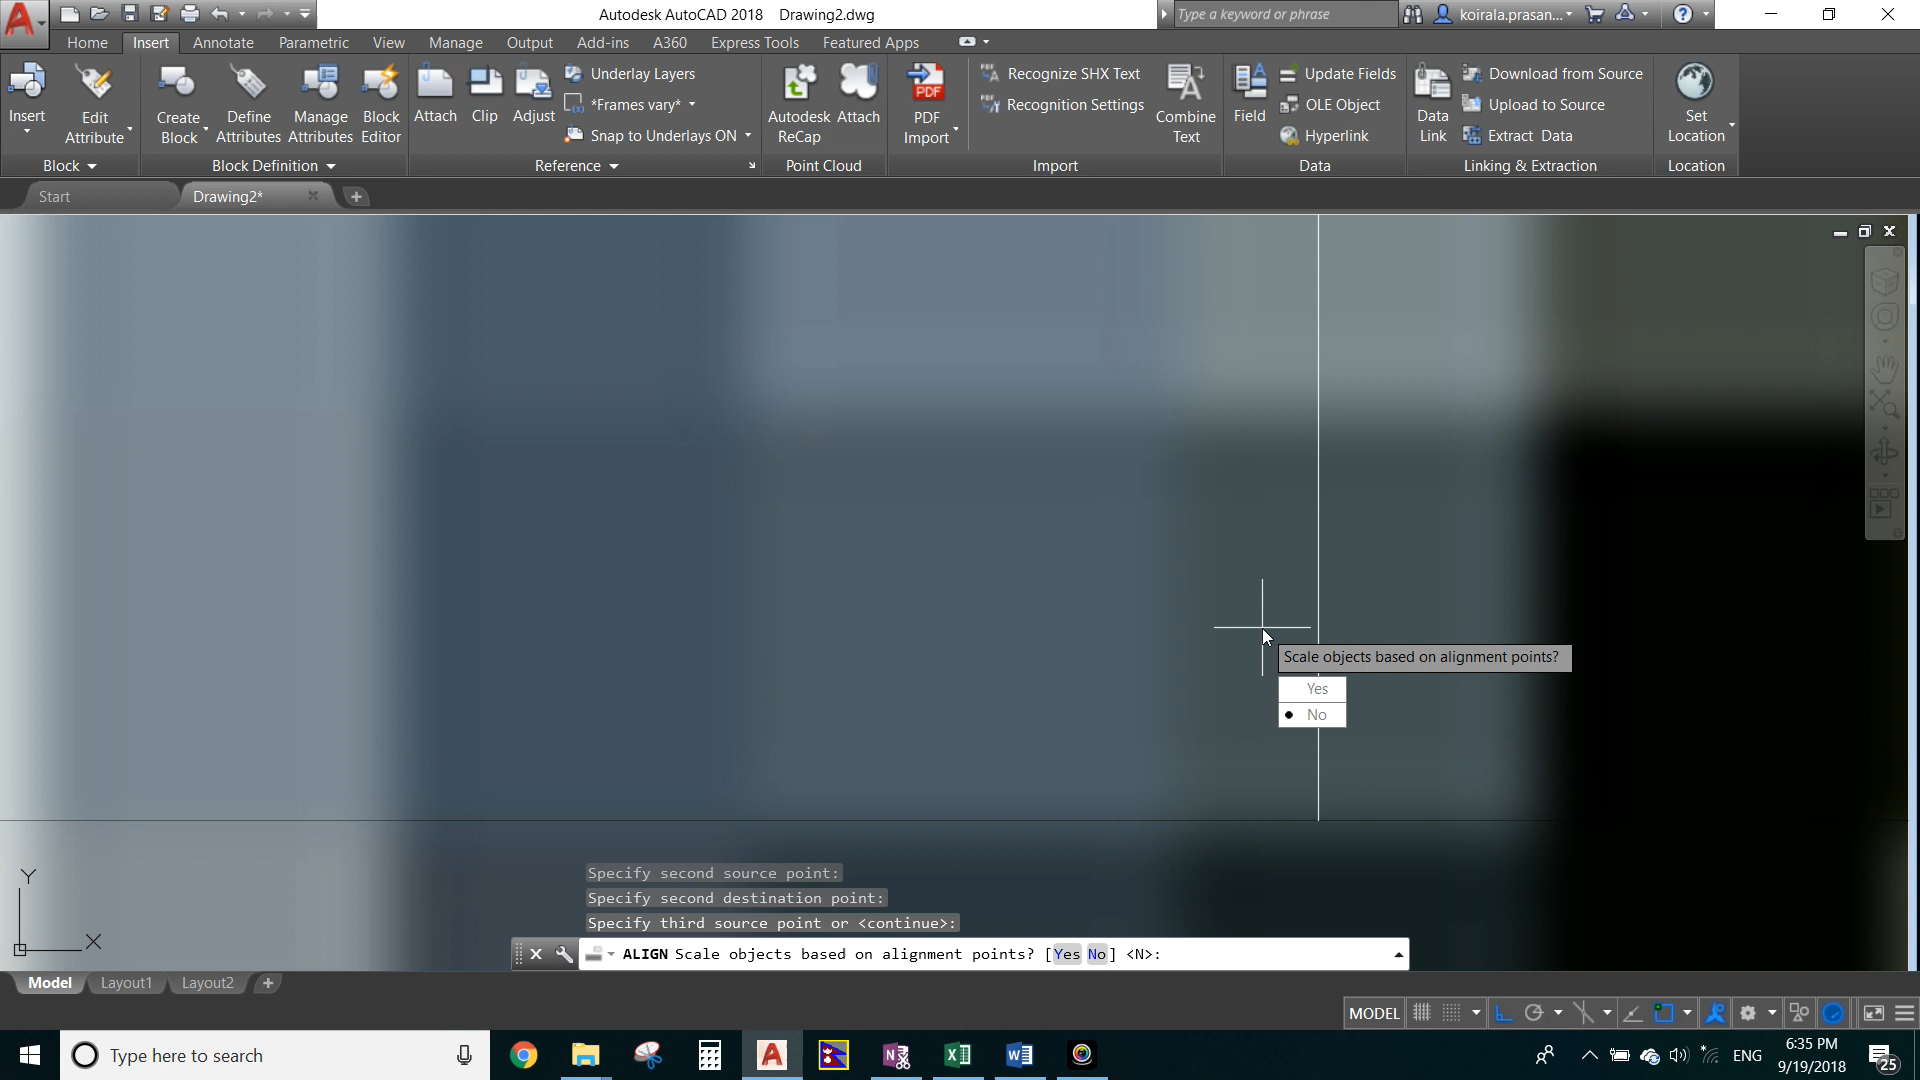 Autodesk AutoCAD 2018 Drawing2.dwg
Type a keyword or phrase
koirala.prasan...
Home Insert Annotate Parametric View Manage Output Add-ins A360 Express Tools Featured Apps
Insert
Edit Attribute
Create Block
Define Attributes
Manage Attributes
Block Editor
Attach
Clip
Adjust
Underlay Layers
*Frames vary*
Snap to Underlays ON
Autodesk ReCap
Attach
PDF
PDF Import
Recognize SHX Text
Recognition Settings
Combine Text
Field
Update Fields
OLE Object
Hyperlink
Data Link
Download from Source
Upload to Source
Extract Data
Set Location
Block
Block Definition
Reference
Point Cloud
Import
Data
Linking & Extraction
Location
Start
Drawing2*
Scale objects based on alignment points?
Yes
No
Y
X
Specify second source point:
Specify second destination point:
Specify third source point or <continue>:
ALIGN Scale objects based on alignment points? [Yes No] <N>:
Model Layout1 Layout2
MODEL
Type here to search
ENG
6:35 PM
9/19/2018
25